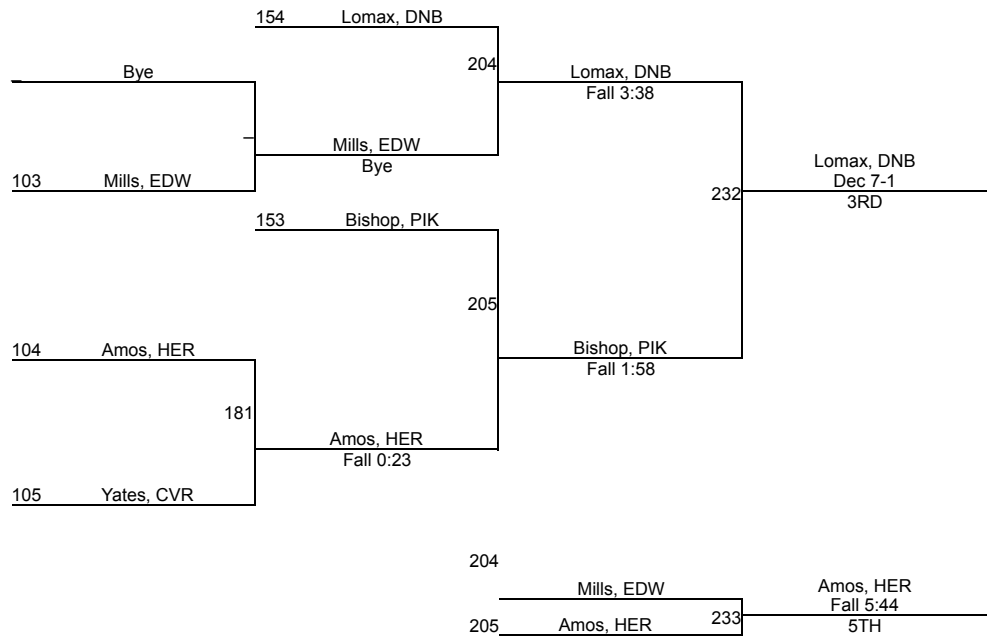 154 Lomax, DNB
204
_ Bye
Lomax, DNB
Fall 3:38
_
Mills, EDW
Bye
103 Mills, EDW
Lomax, DNB
Dec 7-1
3RD
232
153 Bishop, PIK
205
104 Amos, HER
Bishop, PIK
Fall 1:58
181
Amos, HER
Fall 0:23
105 Yates, CVR
204
Mills, EDW
205 Amos, HER
233
Amos, HER
Fall 5:44
5TH